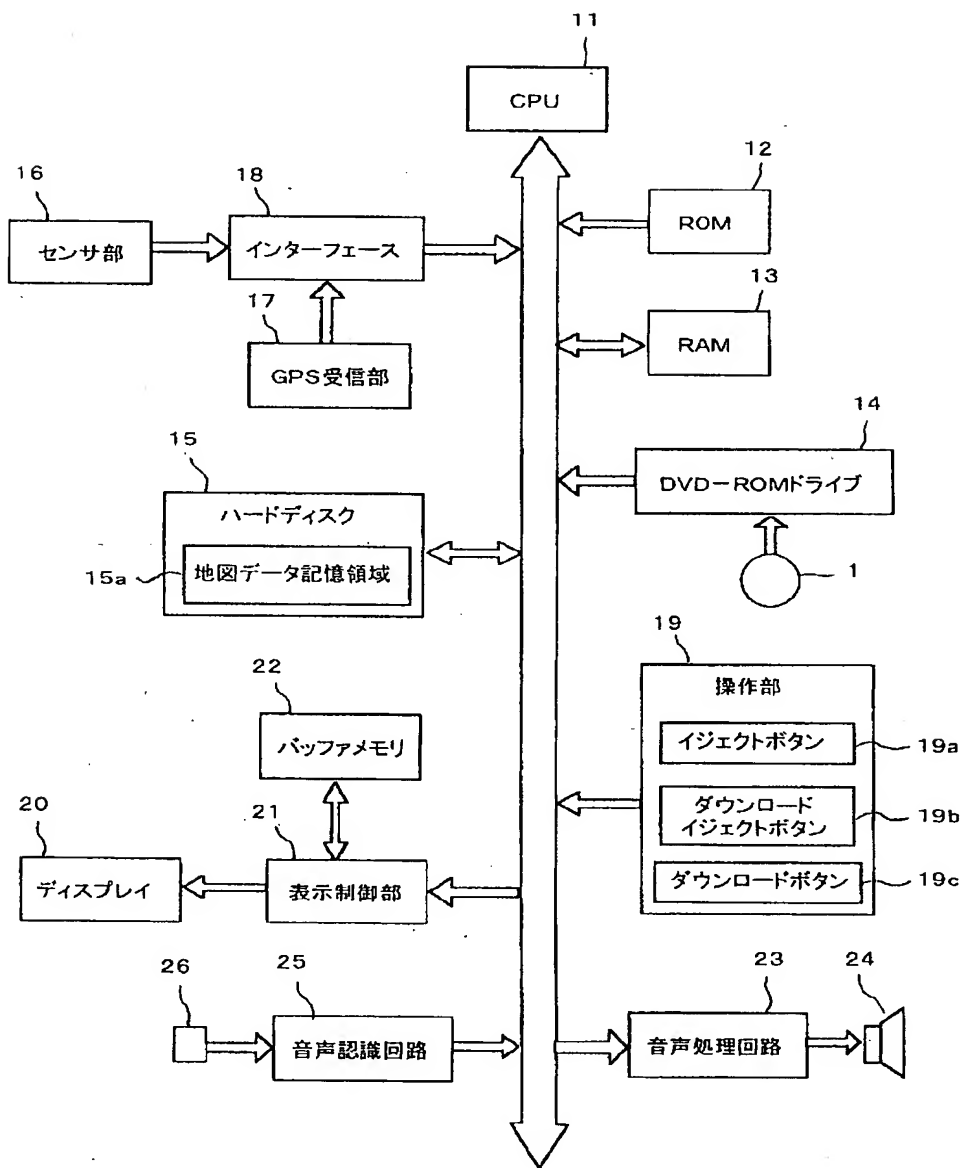 11
CPU
16
センサ部
18
インターフェース
12
ROM
17
GPS受信部
13
RAM
15
ハードディスク
15a
地図データ記憶領域
14
DVD-ROMドライブ
1
22
バッファメモリ
19
操作部
イジェクトボタン
19a
ダウンロード
イジェクトボタン
19b
ダウンロードボタン
19c
20
ディスプレイ
21
表示制御部
26
25
音声認識回路
23
音声処理回路
24